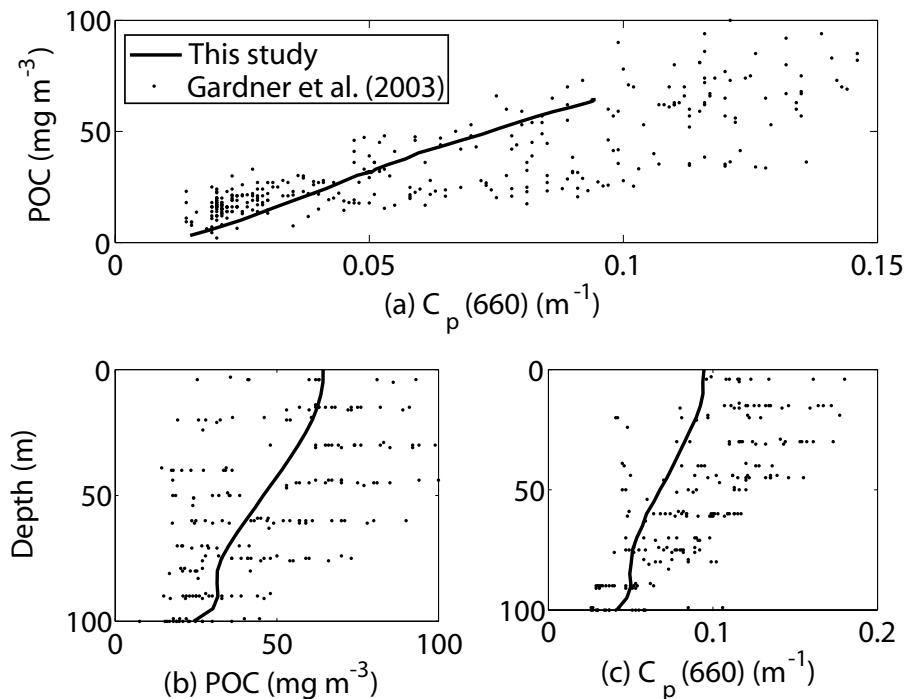 100
50
0
POC (mg m⁻³)
This study
Gardner et al. (2003)
0 0.05 0.1 0.15
(a) C_p (660) (m⁻¹)
0
50
100
Depth (m)
0 50 100
(b) POC (mg m⁻³)
0
50
100
0 0.1 0.2
(c) C_p (660) (m⁻¹)